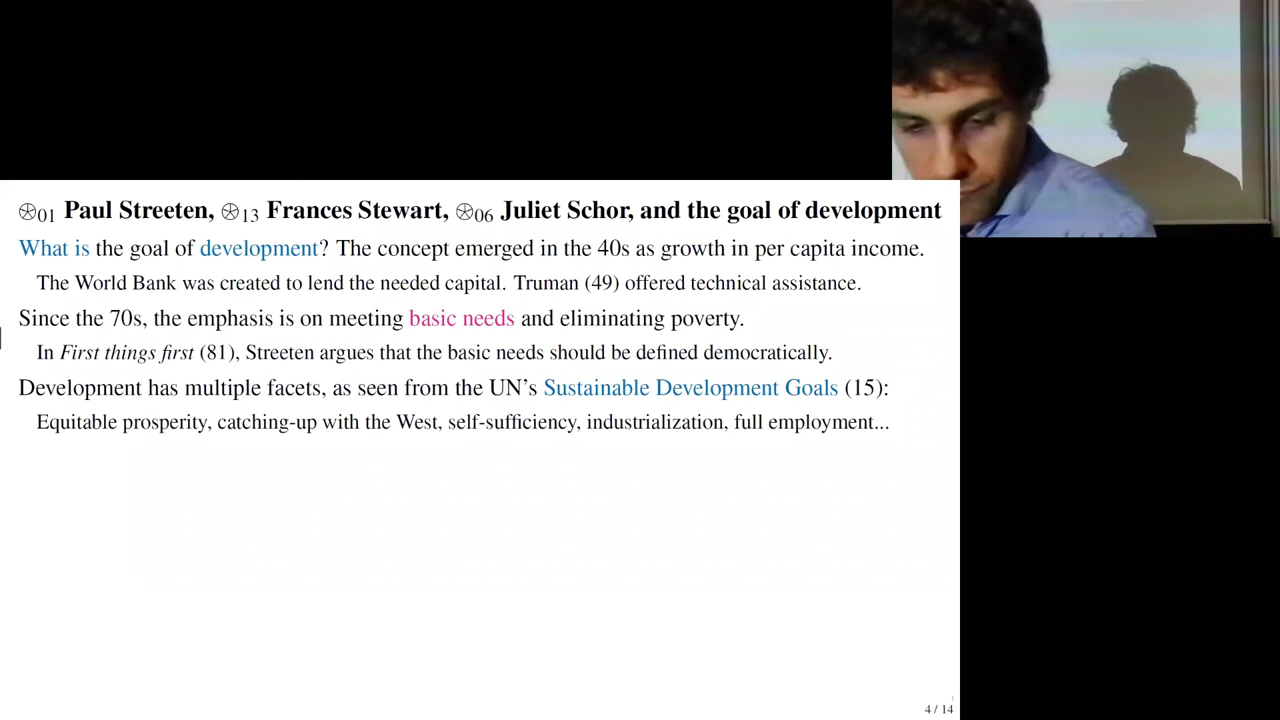 ⊛01 Paul Streeten, ⊛13 Frances Stewart, ⊛06 Juliet Schor, and the goal of development
What is the goal of development? The concept emerged in the 40s as growth in per capita income.
The World Bank was created to lend the needed capital. Truman (49) offered technical assistance.
Since the 70s, the emphasis is on meeting basic needs and eliminating poverty.
In First things first (81), Streeten argues that the basic needs should be defined democratically.
Development has multiple facets, as seen from the UN's Sustainable Development Goals (15):
Equitable prosperity, catching-up with the West, self-sufficiency, industrialization, full employment...
4 / 14